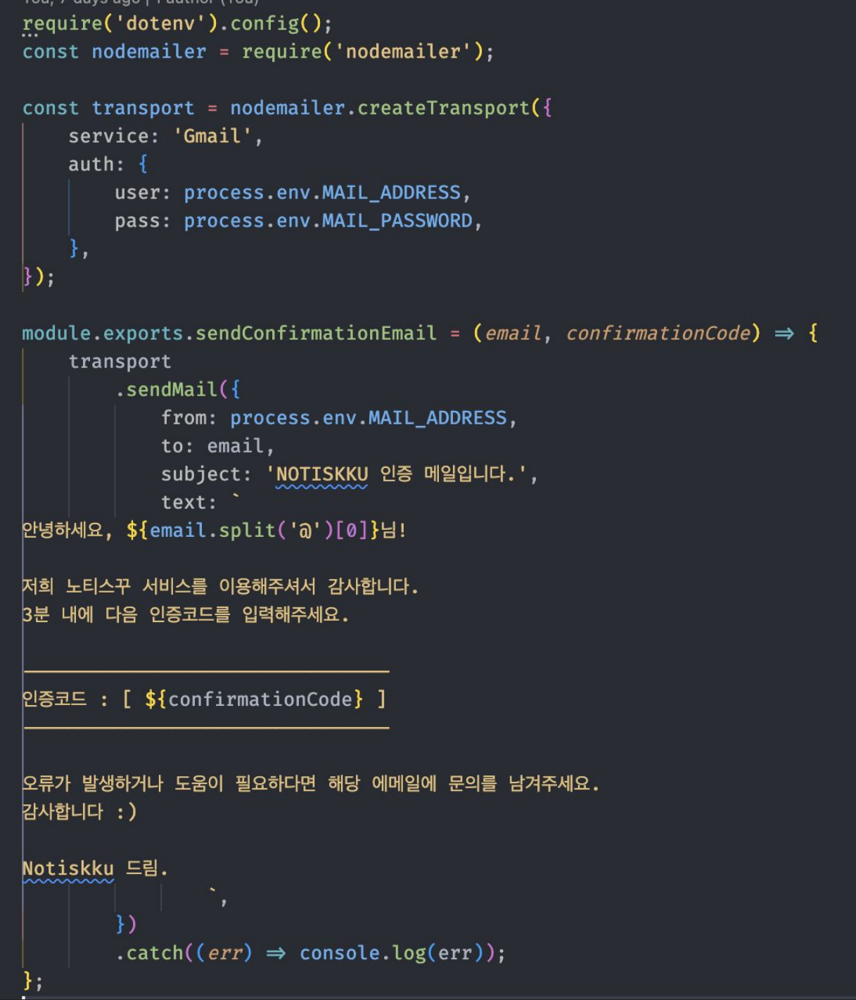 You, 7 days ago | 1 author (You)
require('dotenv').config();
const nodemailer = require('nodemailer');
const transport = nodemailer.createTransport({
service: 'Gmail',
auth: {
user: process.env.MAIL_ADDRESS,
pass: process.env.MAIL_PASSWORD,
},
});
module.exports.sendConfirmationEmail = (email, confirmationCode) => {
transport
.sendMail({
from: process.env.MAIL_ADDRESS,
to: email,
subject: 'NOTISKKU 인증 메일입니다.',
text: `
안녕하세요, ${email.split('@')[0]}님!
저희 노티스꾸 서비스를 이용해주셔서 감사합니다.
3분 내에 다음 인증코드를 입력해주세요.
인증코드 : [ ${confirmationCode} ]
오류가 발생하거나 도움이 필요하다면 해당 에메일에 문의를 남겨주세요.
감사합니다 :)
Notiskku 드림.
`,
})
.catch((err) => console.log(err));
};